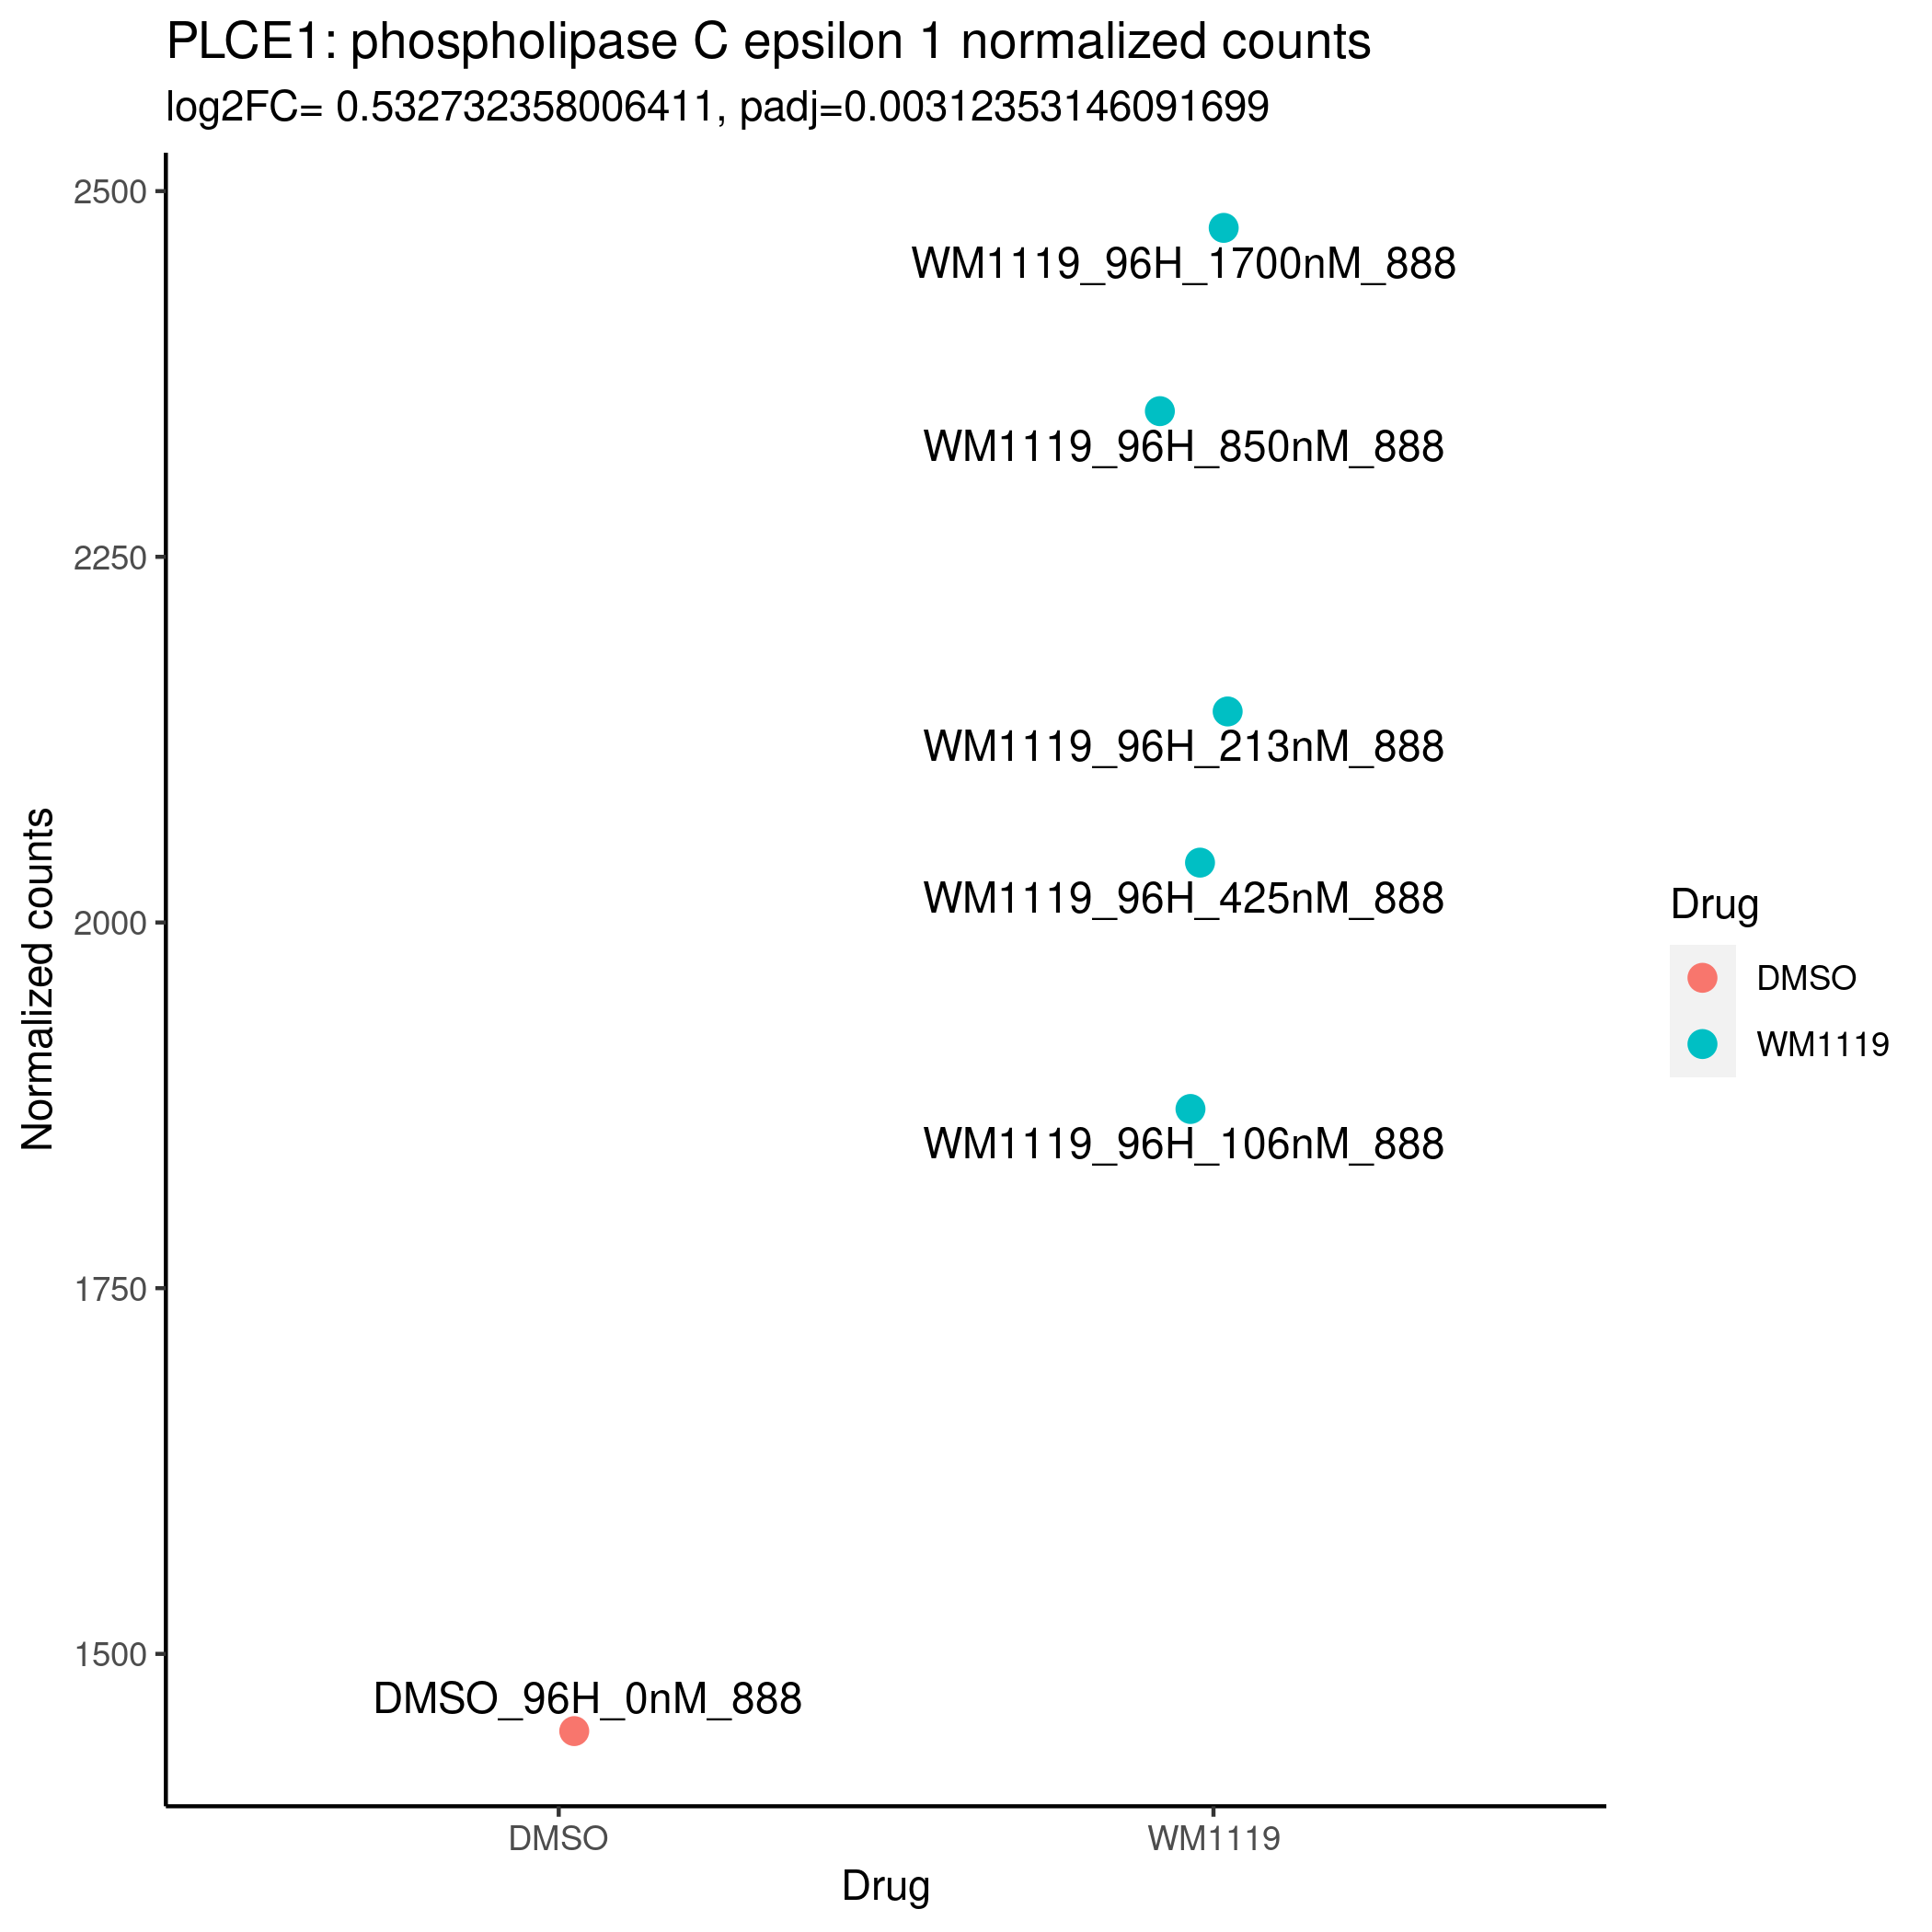 PLCE1: phospholipase C epsilon 1 normalized counts
log2FC= 0.532732358006411, padj=0.00312353146091699
2500
2250
2000
1750
1500
Normalized counts
WM1119_96H_1700nM_888
WM1119_96H_850nM_888
WM1119_96H_213nM_888
WM1119_96H_425nM_888
WM1119_96H_106nM_888
DMSO_96H_0nM_888
DMSO
WM1119
Drug
Drug
DMSO
WM1119